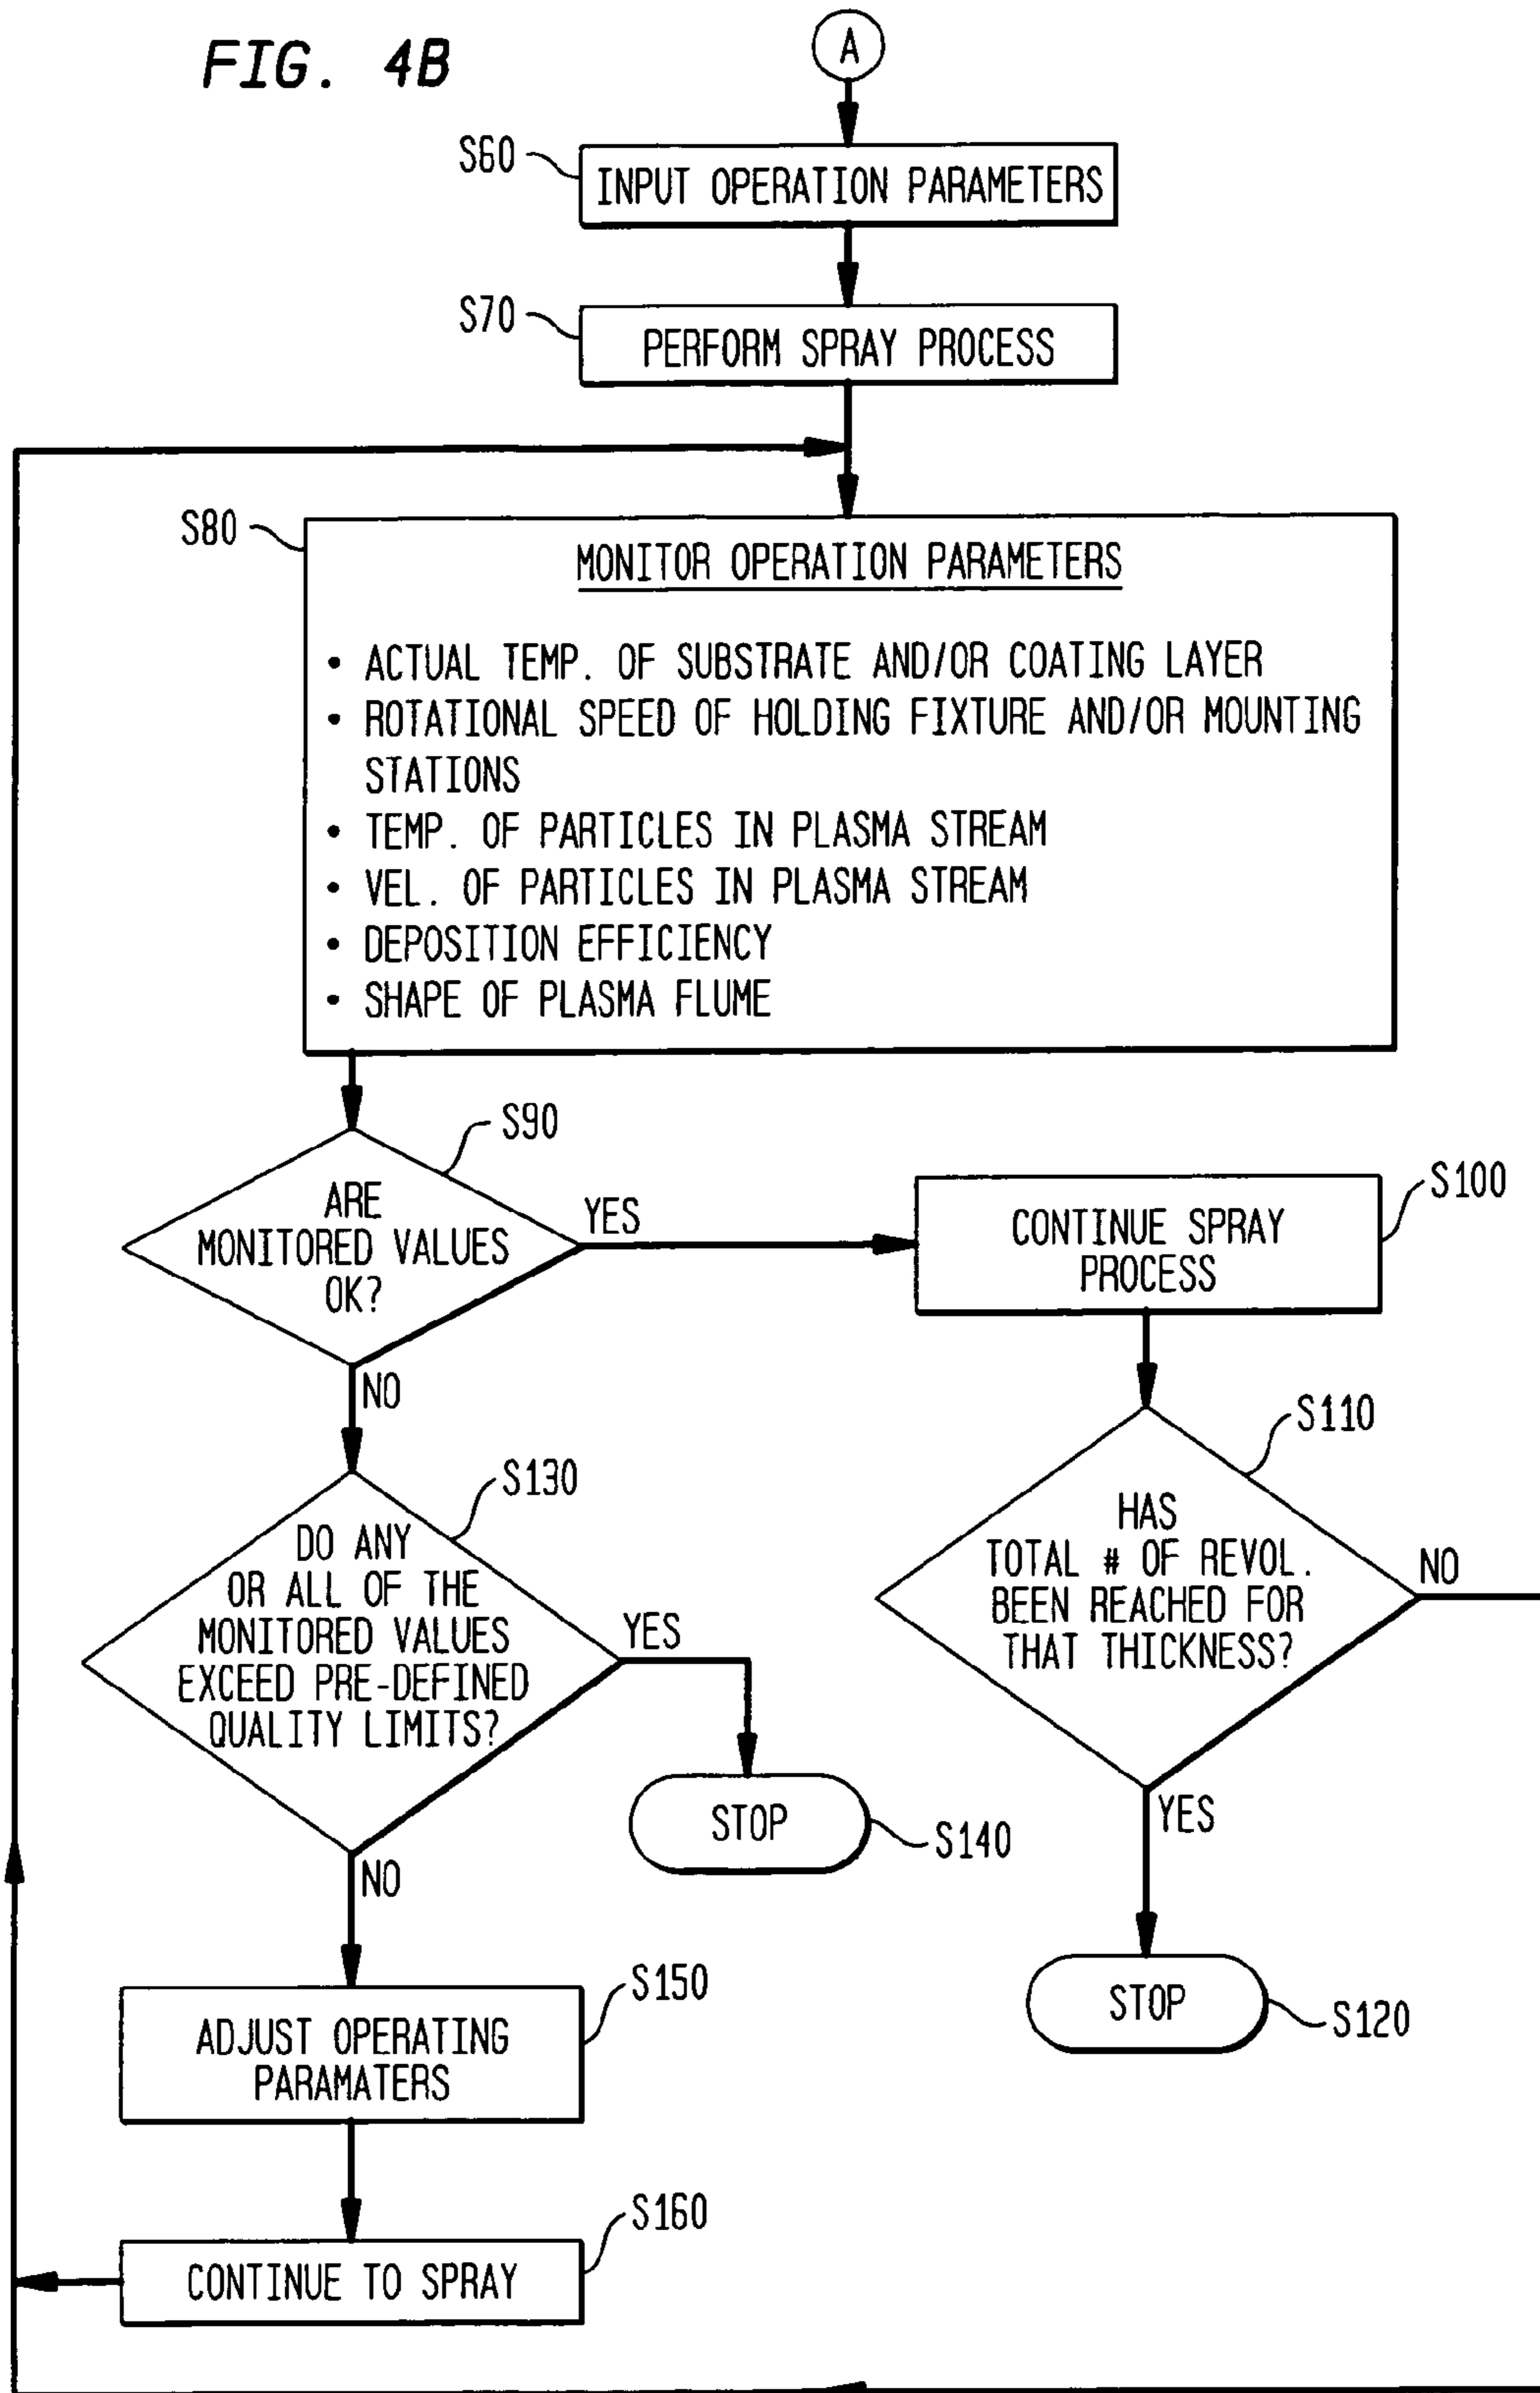 FIG. 4B
A
S60
INPUT OPERATION PARAMETERS
S70
PERFORM SPRAY PROCESS
S80
MONITOR OPERATION PARAMETERS
• ACTUAL TEMP. OF SUBSTRATE AND/OR COATING LAYER
• ROTATIONAL SPEED OF HOLDING FIXTURE AND/OR MOUNTING
STATIONS
• TEMP. OF PARTICLES IN PLASMA STREAM
• VEL. OF PARTICLES IN PLASMA STREAM
• DEPOSITION EFFICIENCY
• SHAPE OF PLASMA FLUME
S90
ARE
MONITORED VALUES
OK?
YES
NO
S100
CONTINUE SPRAY
PROCESS
S110
HAS
TOTAL # OF REVOL.
BEEN REACHED FOR
THAT THICKNESS?
NO
YES
S130
DO ANY
OR ALL OF THE
MONITORED VALUES
EXCEED PRE-DEFINED
QUALITY LIMITS?
YES
NO
STOP
S140
STOP
S120
S150
ADJUST OPERATING
PARAMATERS
S160
CONTINUE TO SPRAY